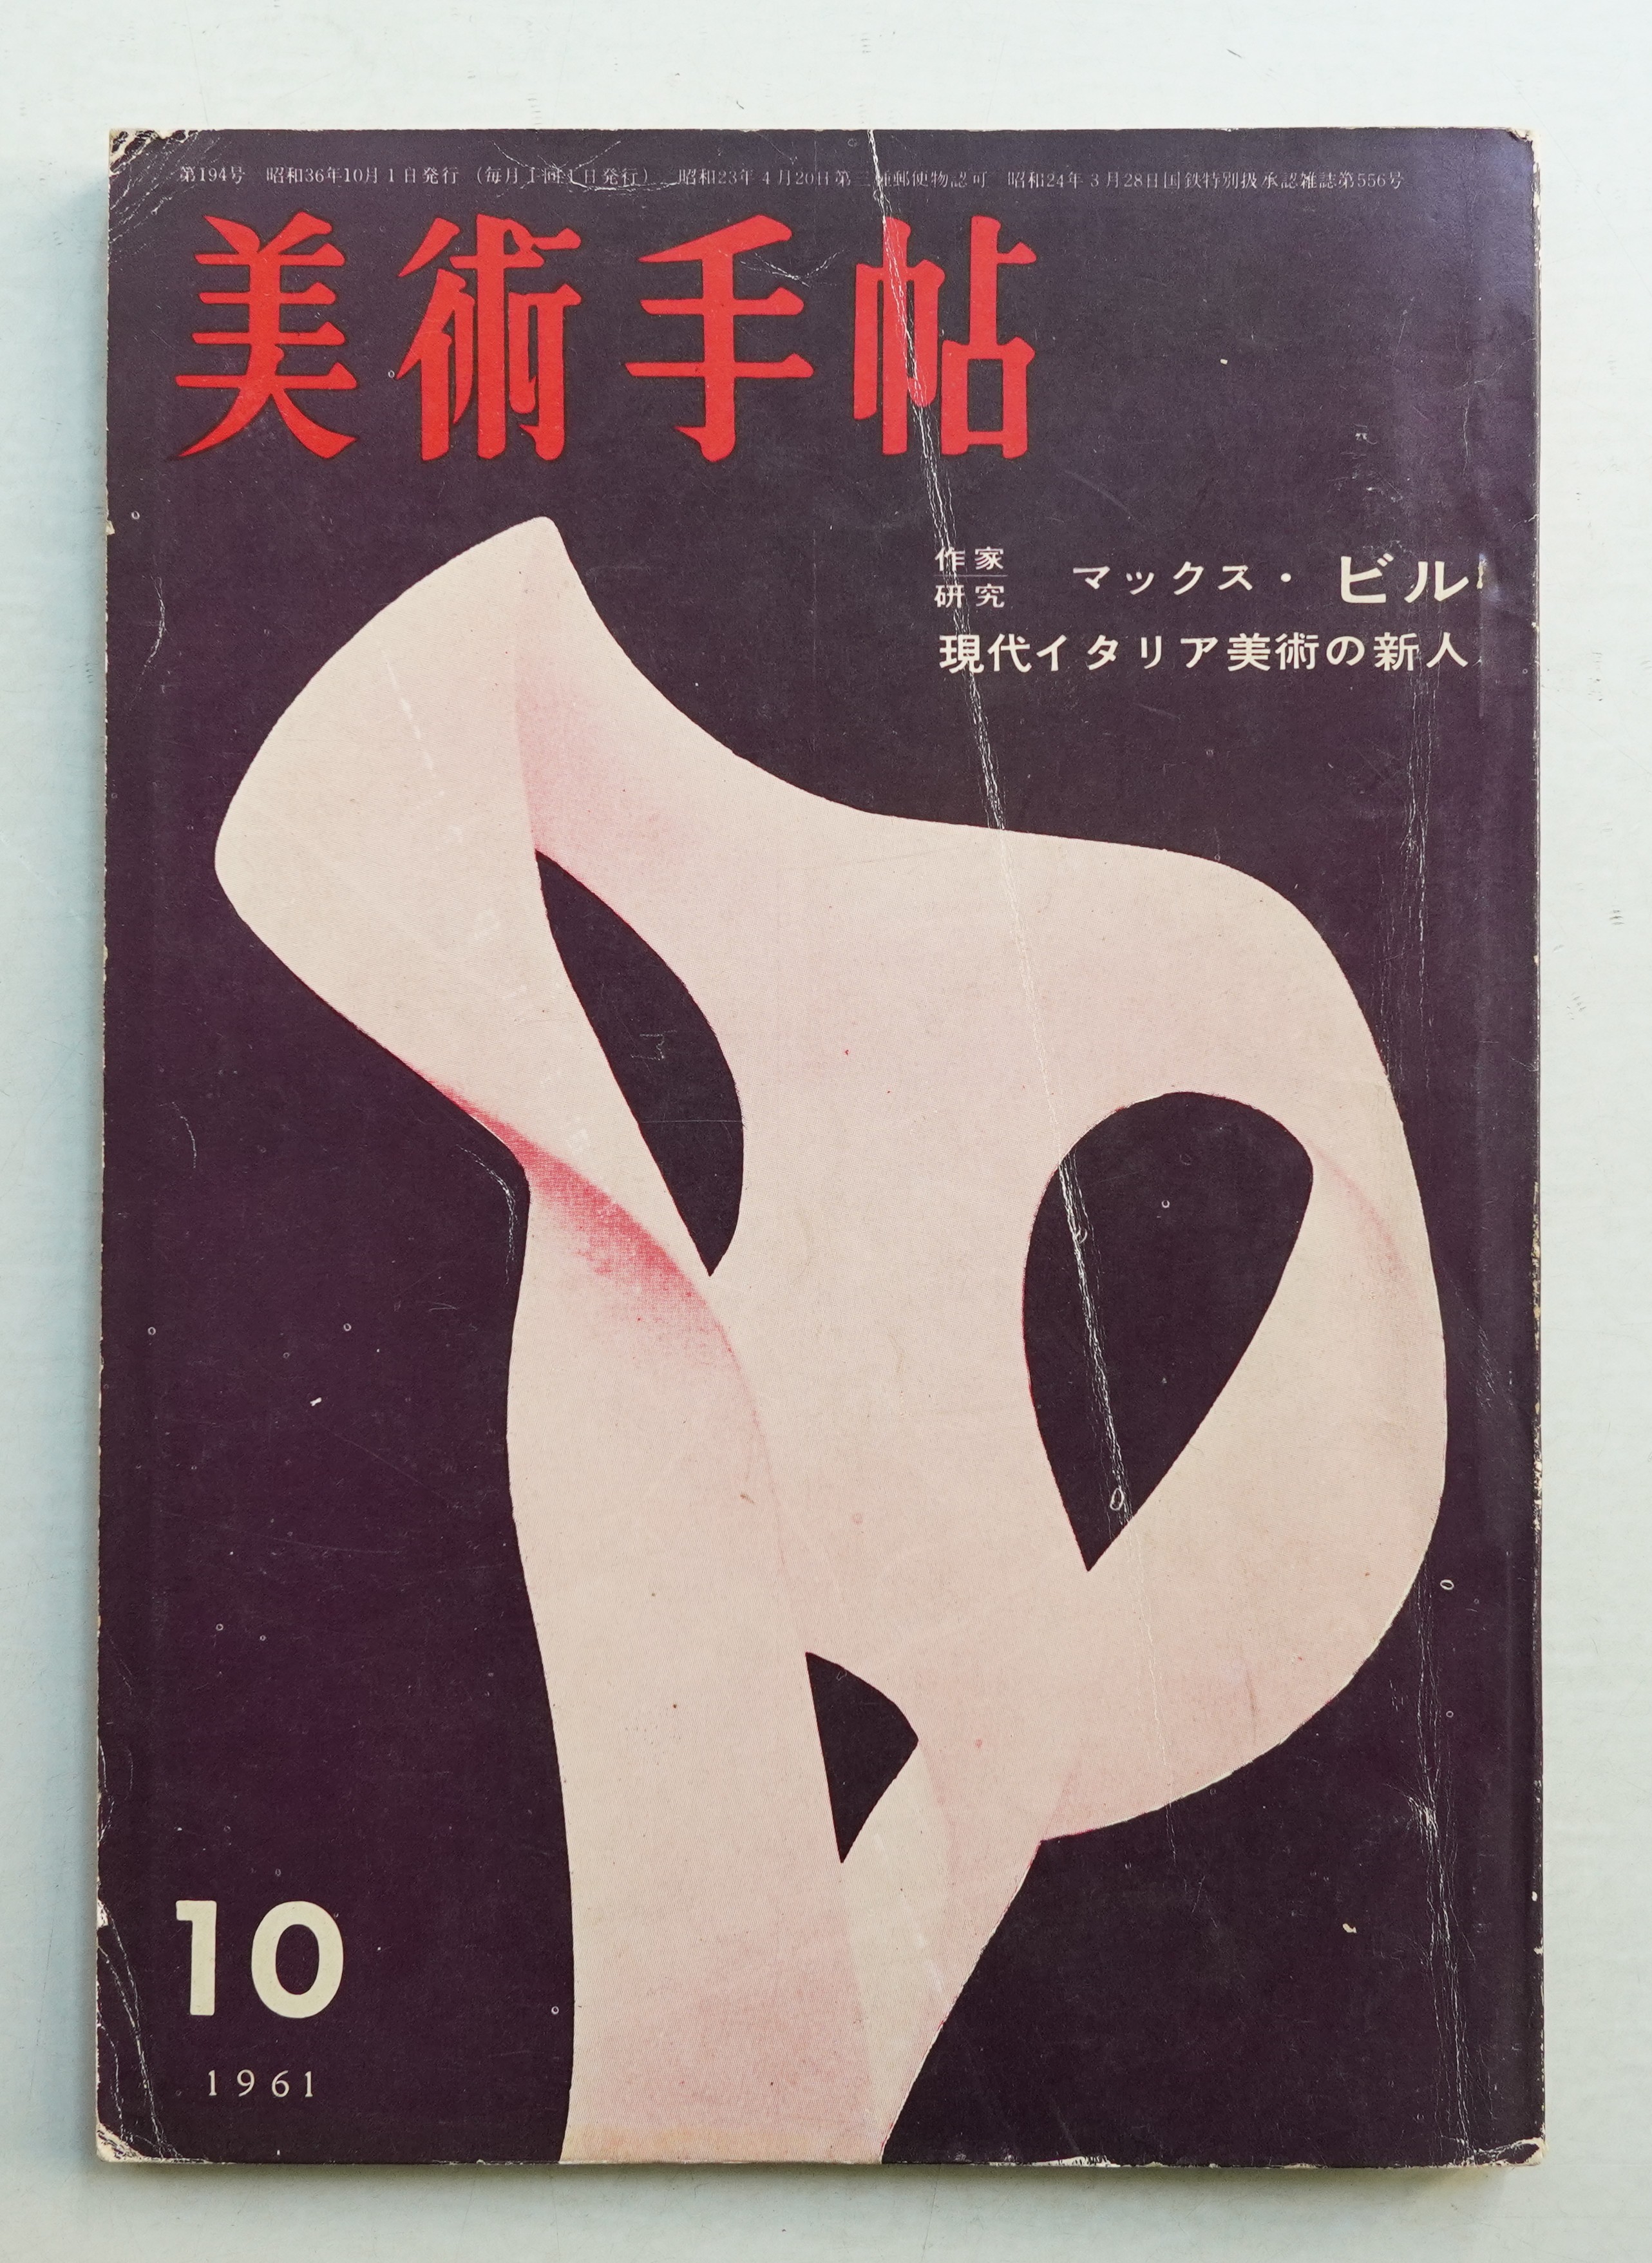 第194号　昭和36年10月1日発行　（毎月1回1日発行）　昭和23年4月20日第三種郵便物認可　昭和24年3月28日国鉄特別扱承認雑誌第556号
美術手帖
作家
研究　マックス・ビル
現代イタリア美術の新人
10
1961